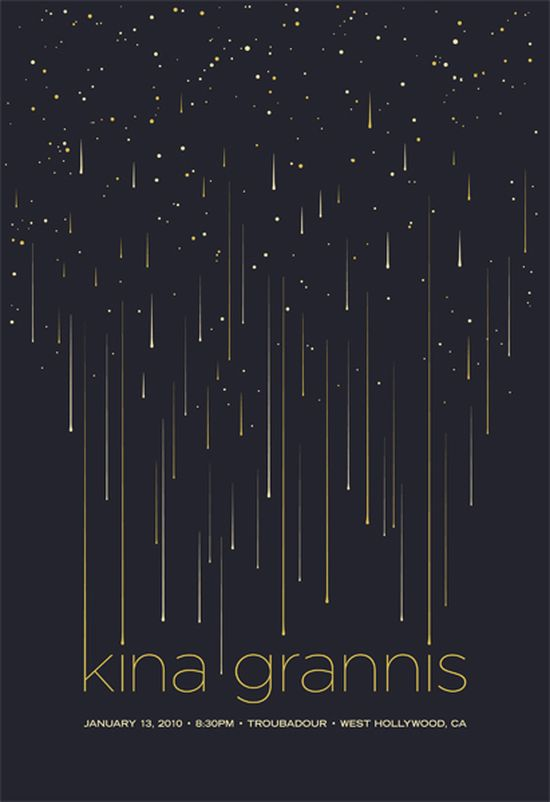 kina grannis
JANUARY 13, 2010 • 8:30PM • TROUBADOUR • WEST HOLLYWOOD, CA